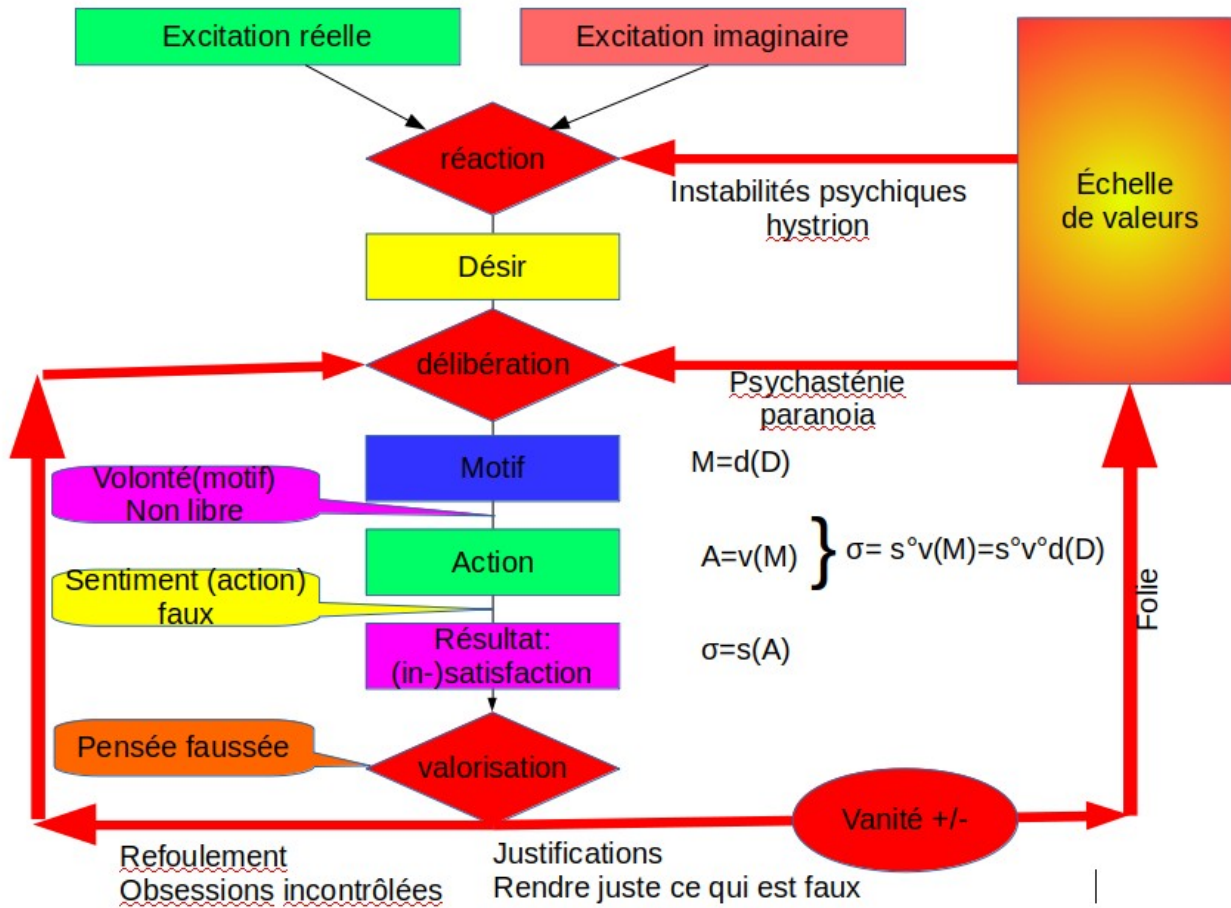 Excitation réelle
Excitation imaginaire
réaction
Échelle
de valeurs
Instabilités psychiques
hystrion
Désir
délibération
Psychasténie
paranoia
Motif
M=d(D)
Volonté(motif)
Non libre
Action
A=v(M)
} σ= s°v(M)=s°v°d(D)
Sentiment (action)
faux
Résultat:
(in-)satisfaction
σ=s(A)
Folie
Pensée faussée
valorisation
Vanité +/-
Refoulement
Obsessions incontrôlées
Justifications
Rendre juste ce qui est faux